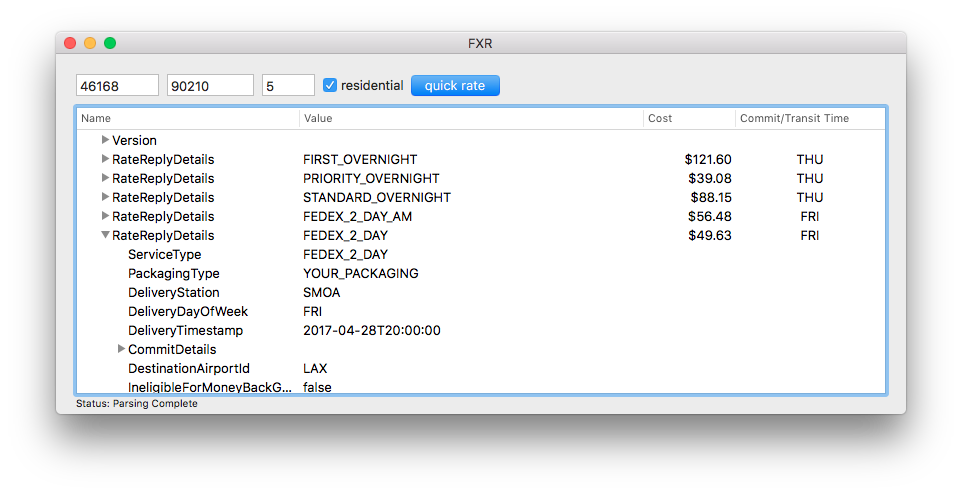 FXR
46168 90210 5 residential quick rate
Name Value Cost Commit/Transit Time
Version
RateReplyDetails FIRST_OVERNIGHT $121.60 THU
RateReplyDetails PRIORITY_OVERNIGHT $39.08 THU
RateReplyDetails STANDARD_OVERNIGHT $88.15 THU
RateReplyDetails FEDEX_2_DAY_AM $56.48 FRI
RateReplyDetails FEDEX_2_DAY $49.63 FRI
ServiceType FEDEX_2_DAY
PackagingType YOUR_PACKAGING
DeliveryStation SMOA
DeliveryDayOfWeek FRI
DeliveryTimestamp 2017-04-28T20:00:00
CommitDetails
DestinationAirportId LAX
IneligibleForMoneyBackG... false
Status: Parsing Complete